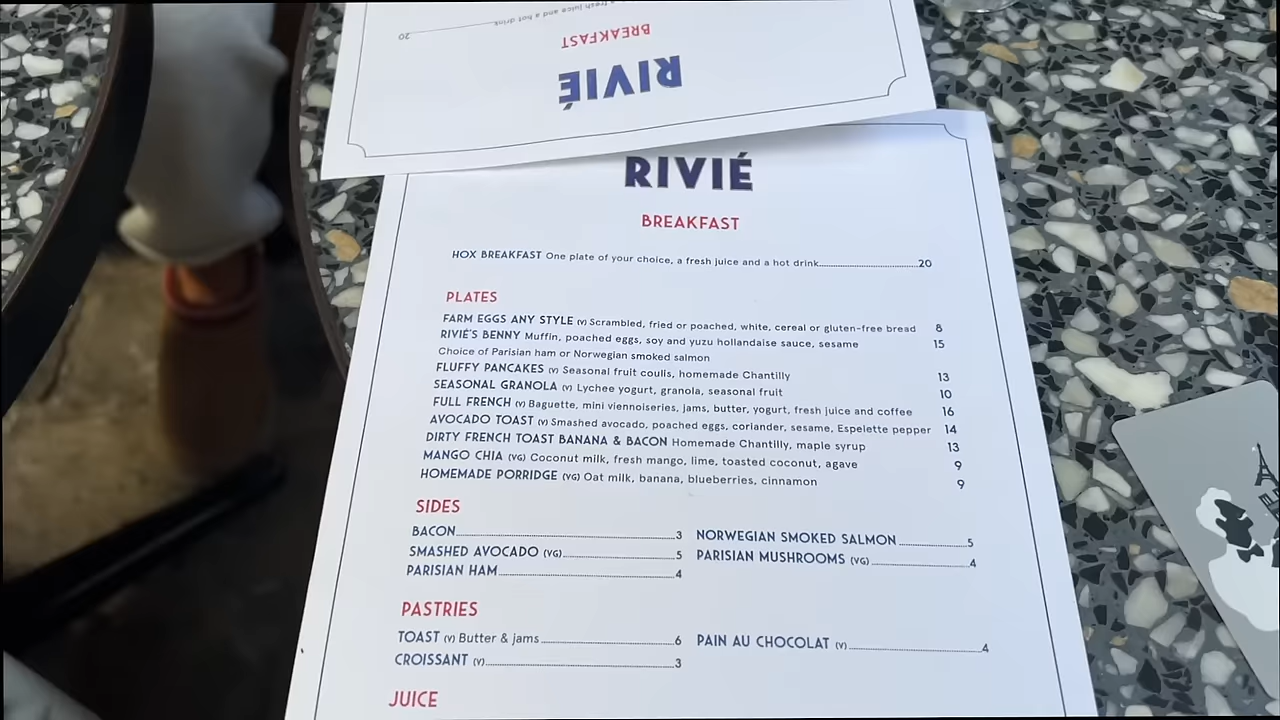 a fresh juice and a hot drink 20
BREAKFAST
RIVIÉ
RIVIÉ
BREAKFAST
HOX BREAKFAST One plate of your choice, a fresh juice and a hot drink 20
PLATES
FARM EGGS ANY STYLE (V) Scrambled, fried or poached, white, cereal or gluten-free bread 8
RIVIÉ'S BENNY Muffin, poached eggs, soy and yuzu hollandaise sauce, sesame 15
Choice of Parisian ham or Norwegian smoked salmon
FLUFFY PANCAKES (V) Seasonal fruit coulis, homemade Chantilly 13
SEASONAL GRANOLA (V) Lychee yogurt, granola, seasonal fruit 10
FULL FRENCH (V) Baguette, mini viennoiseries, jams, butter, yogurt, fresh juice and coffee 16
AVOCADO TOAST (V) Smashed avocado, poached eggs, coriander, sesame, Espelette pepper 14
DIRTY FRENCH TOAST BANANA & BACON Homemade Chantilly, maple syrup 13
MANGO CHIA (VG) Coconut milk, fresh mango, lime, toasted coconut, agave 9
HOMEMADE PORRIDGE (VG) Oat milk, banana, blueberries, cinnamon 9
SIDES
BACON 3 NORWEGIAN SMOKED SALMON 5
SMASHED AVOCADO (VG) 5 PARISIAN MUSHROOMS (VG) 4
PARISIAN HAM 4
PASTRIES
TOAST (V) Butter & jams 6 PAIN AU CHOCOLAT (V) 4
CROISSANT (V) 3
JUICE